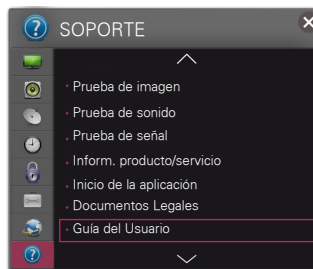 SOPORTE
Prueba de imagen
Prueba de sonido
Prueba de señal
Inform. producto/servicio
Inicio de la aplicación
Documentos Legales
Guía del Usuario